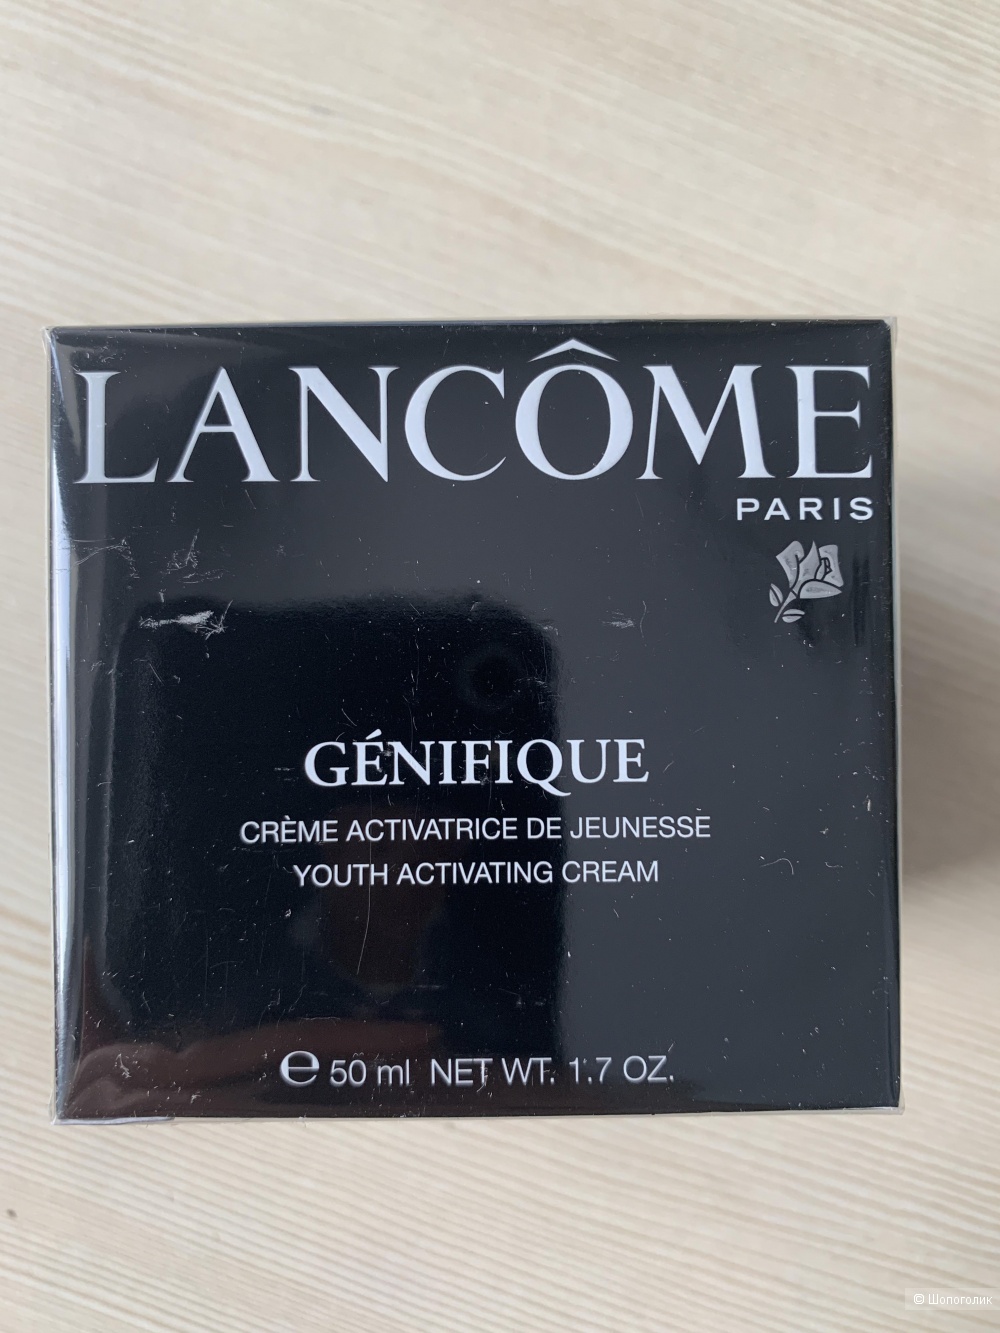 LANCÔME
PARIS
GÉNIFIQUE
CRÈME ACTIVATRICE DE JEUNESSE
YOUTH ACTIVATING CREAM
℮ 50 ml NET WT. 1.7 OZ.
© Шопоголик